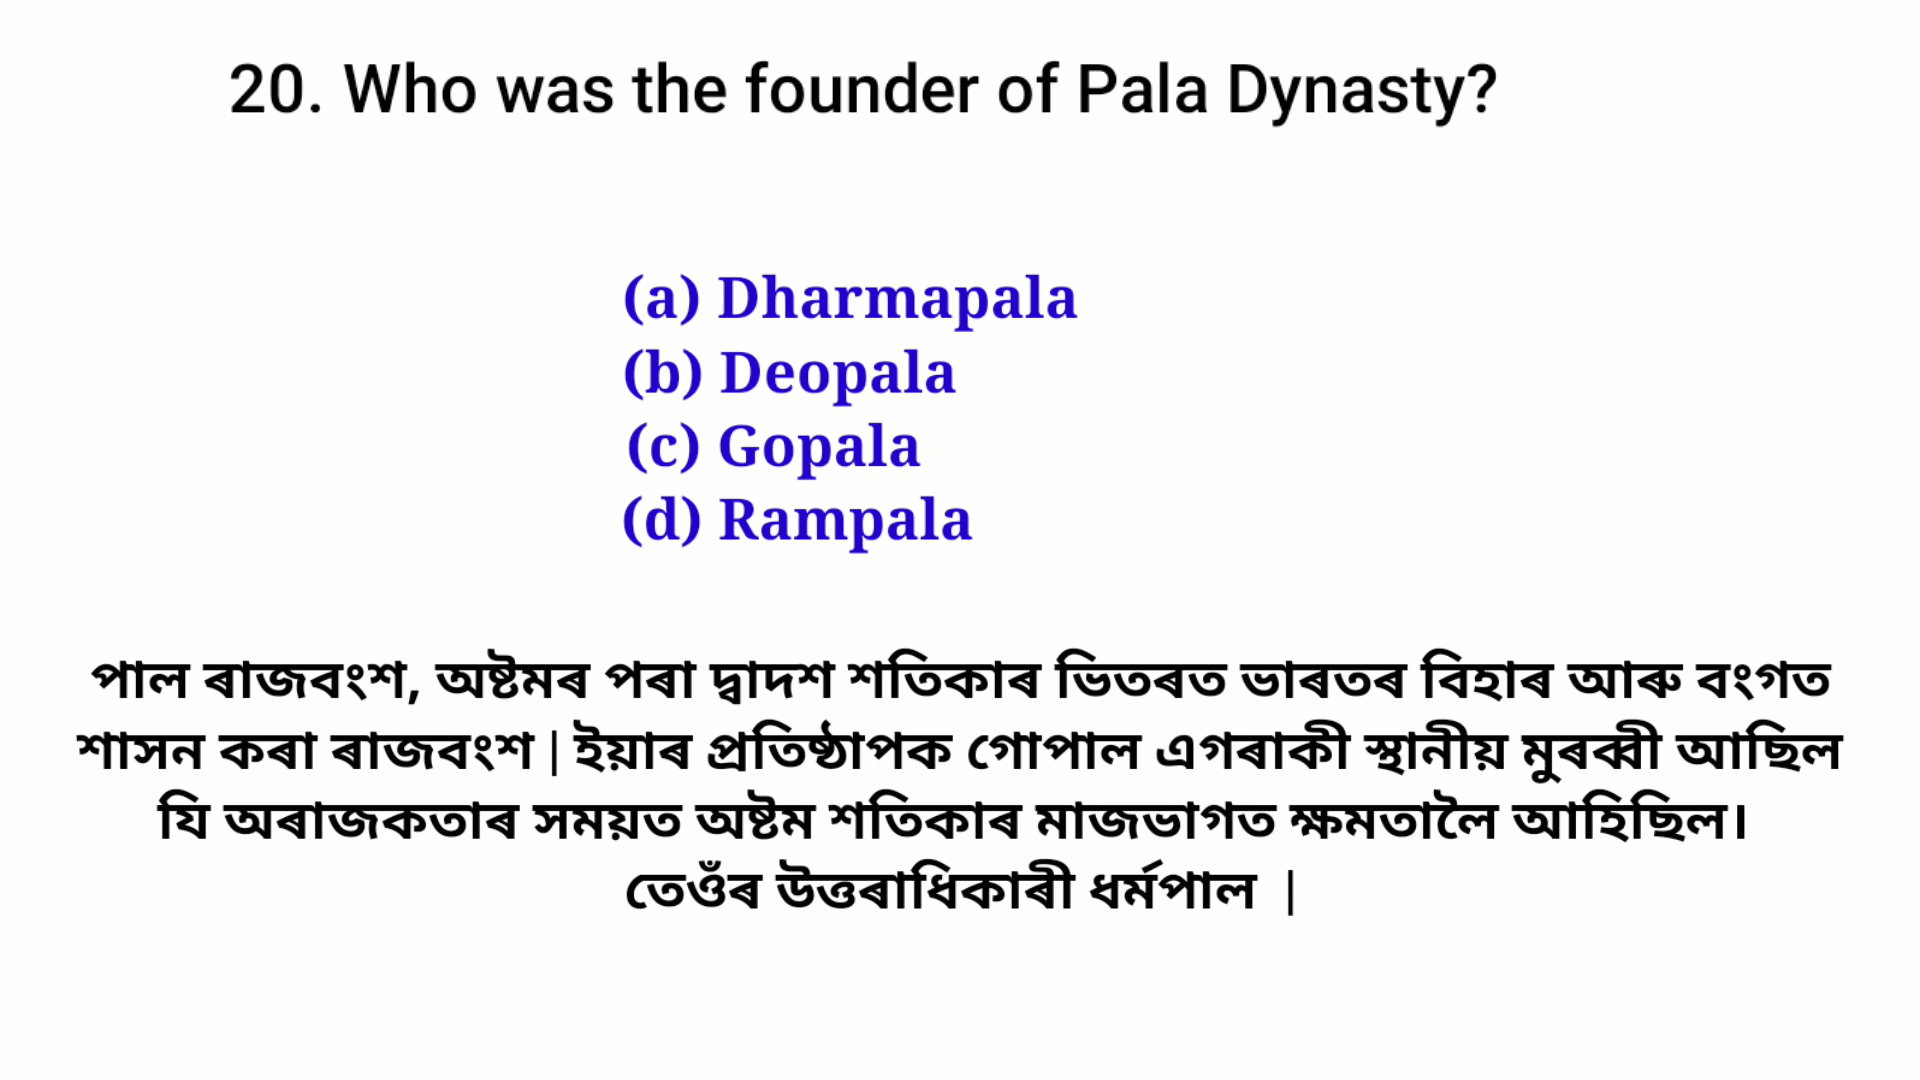 20. Who was the founder of Pala Dynasty?
(a) Dharmapala
(b) Deopala
(c) Gopala
(d) Rampala
পাল ৰাজবংশ, অষ্টমৰ পৰা দ্বাদশ শতিকাৰ ভিতৰত ভাৰতৰ বিহাৰ আৰু বংগত
শাসন কৰা ৰাজবংশ | ইয়াৰ প্ৰতিষ্ঠাপক গোপাল এগৰাকী স্থানীয় মুৰব্বী আছিল
যি অৰাজকতাৰ সময়ত অষ্টম শতিকাৰ মাজভাগত ক্ষমতালৈ আহিছিল।
তেওঁৰ উত্তৰাধিকাৰী ধৰ্মপাল |